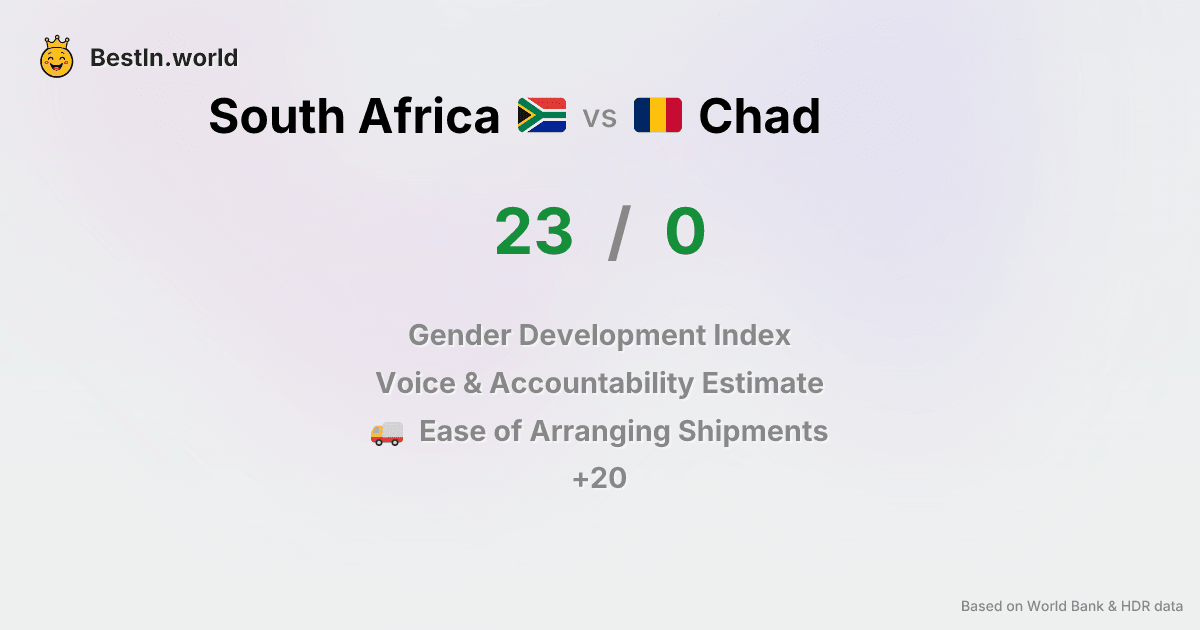 BestIn.world
South Africa vs Chad
23 / 0
Gender Development Index
Voice & Accountability Estimate
Ease of Arranging Shipments
+20
Based on World Bank & HDR data